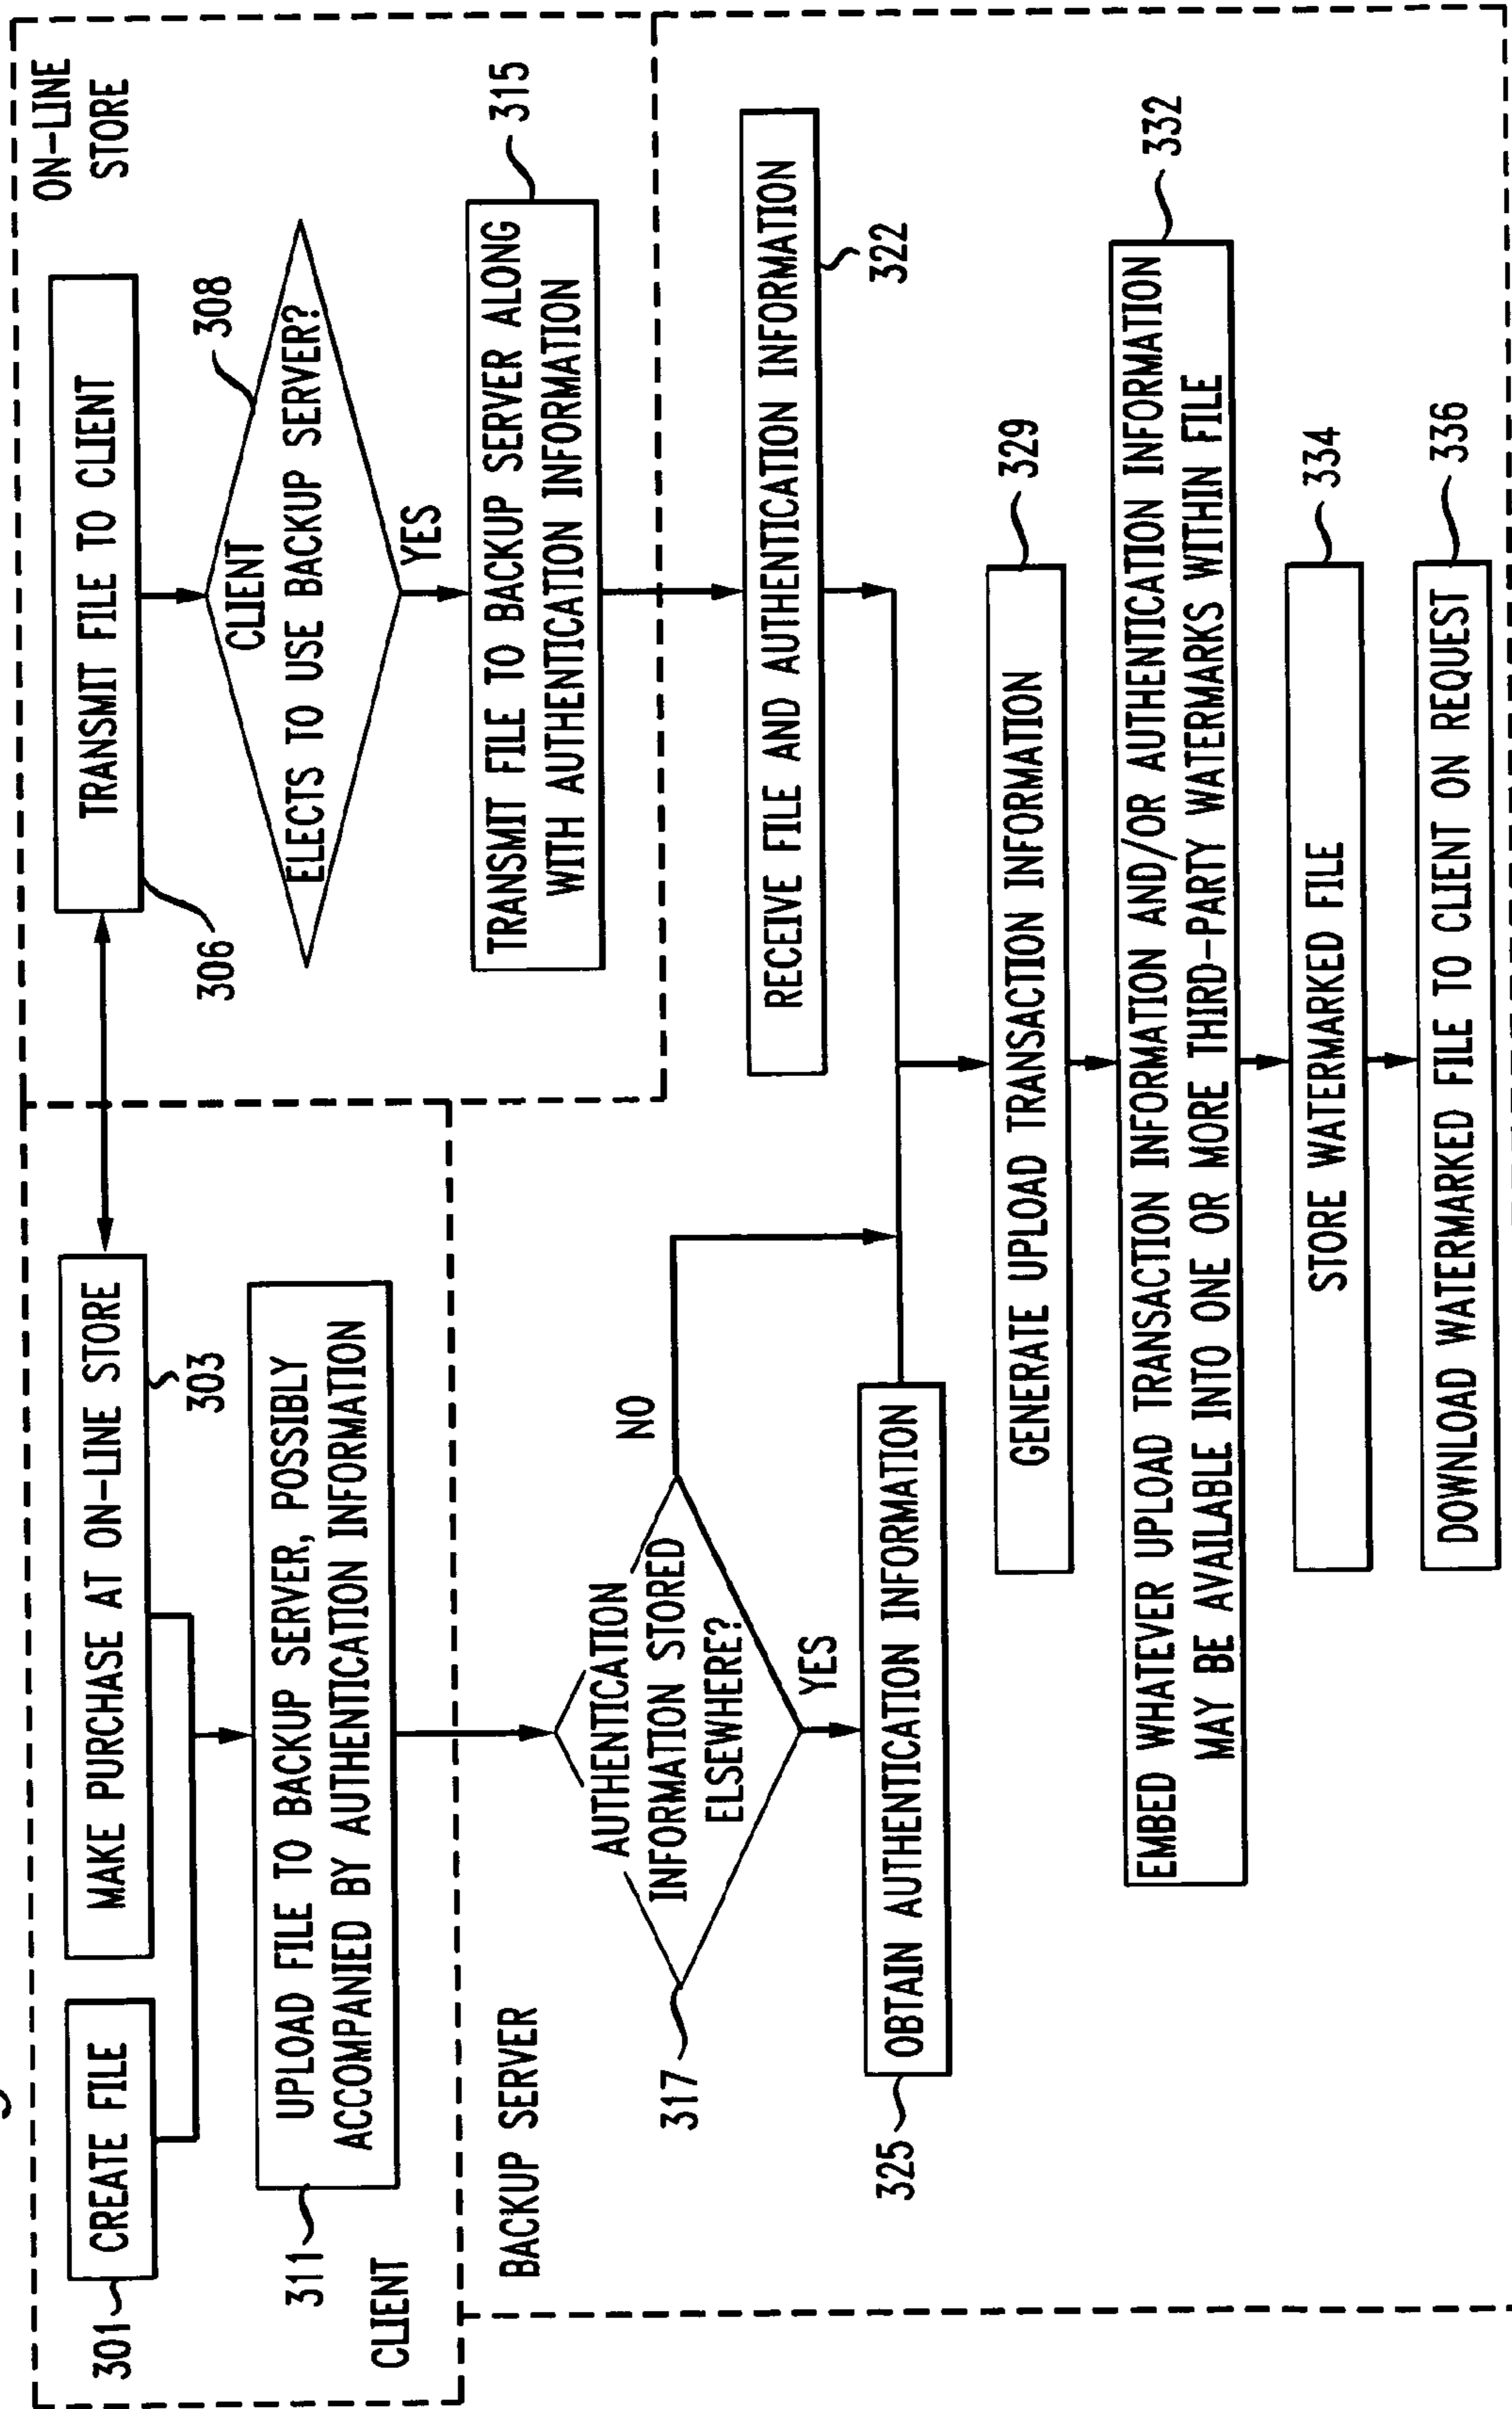 ON-LINE
STORE
CREATE FILE
301
MAKE PURCHASE AT ON-LINE STORE
303
TRANSMIT FILE TO CLIENT
306
CLIENT
ELECTS TO USE BACKUP SERVER?
308
YES
UPLOAD FILE TO BACKUP SERVER, POSSIBLY
ACCOMPANIED BY AUTHENTICATION INFORMATION
311
CLIENT
TRANSMIT FILE TO BACKUP SERVER ALONG
WITH AUTHENTICATION INFORMATION
315
BACKUP SERVER
AUTHENTICATION
INFORMATION STORED
ELSEWHERE?
317
NO
YES
RECEIVE FILE AND AUTHENTICATION INFORMATION
322
OBTAIN AUTHENTICATION INFORMATION
325
GENERATE UPLOAD TRANSACTION INFORMATION
329
EMBED WHATEVER UPLOAD TRANSACTION INFORMATION AND/OR AUTHENTICATION INFORMATION
MAY BE AVAILABLE INTO ONE OR MORE THIRD-PARTY WATERMARKS WITHIN FILE
332
STORE WATERMARKED FILE
334
DOWNLOAD WATERMARKED FILE TO CLIENT ON REQUEST
336